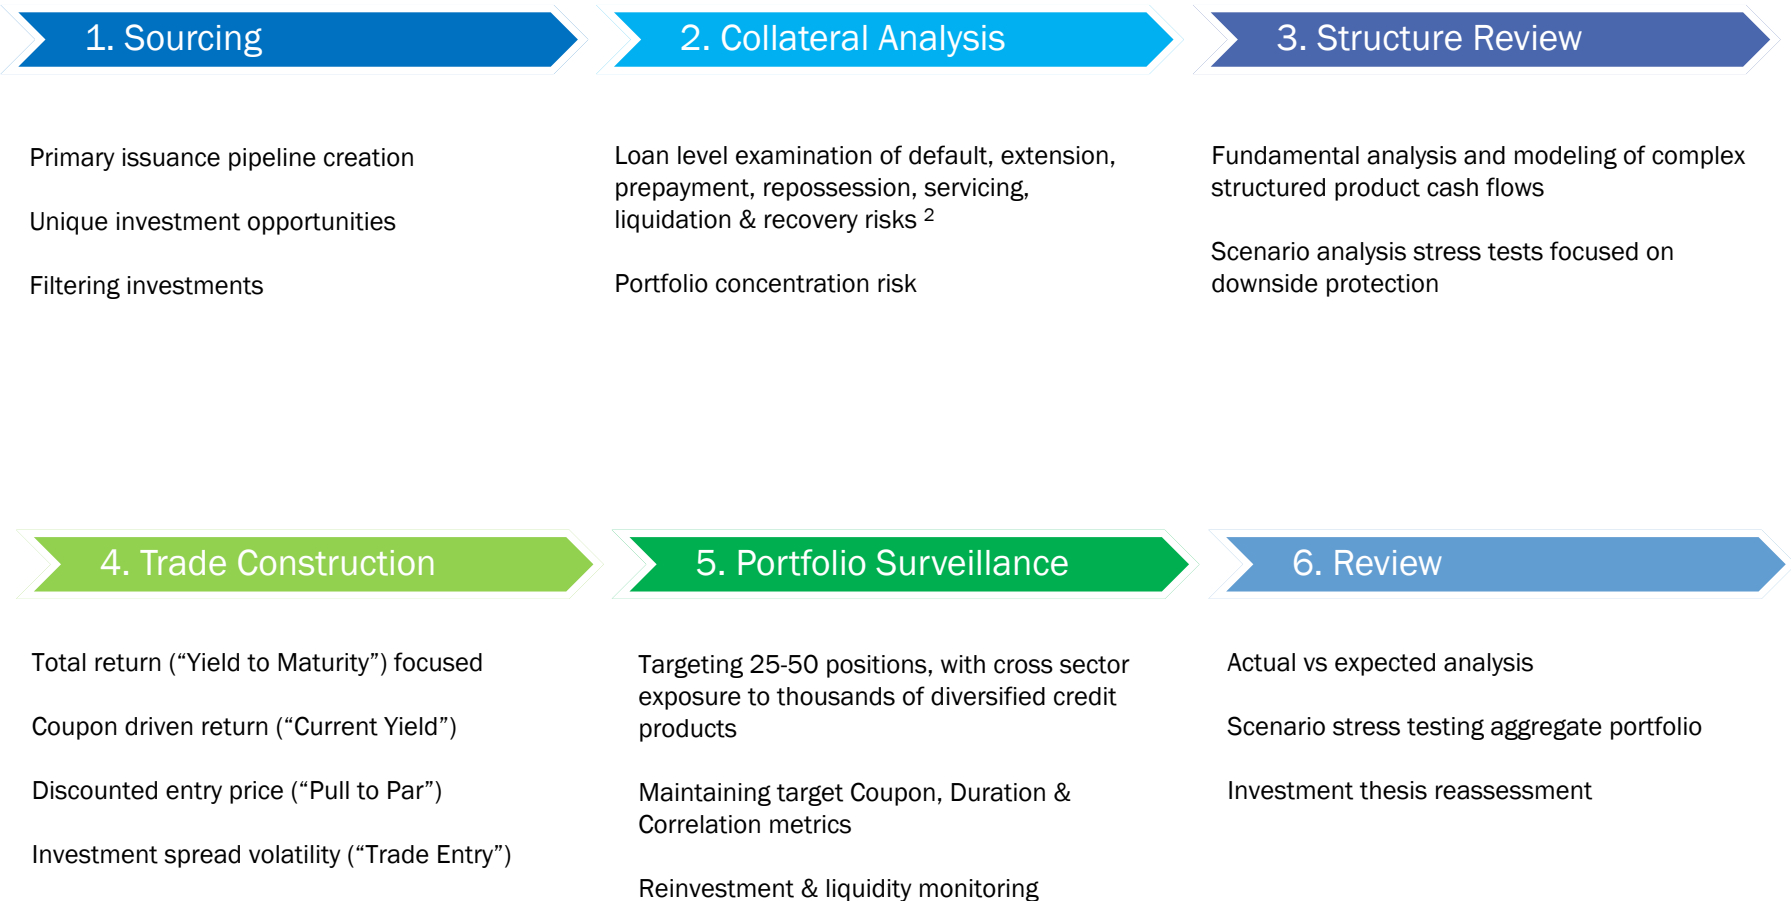 1. Sourcing
Primary issuance pipeline creation
Unique investment opportunities
Filtering investments
2. Collateral Analysis
Loan level examination of default, extension,
prepayment, repossession, servicing,
liquidation & recovery risks ²
Portfolio concentration risk
3. Structure Review
Fundamental analysis and modeling of complex
structured product cash flows
Scenario analysis stress tests focused on
downside protection
4. Trade Construction
Total return (“Yield to Maturity”) focused
Coupon driven return (“Current Yield”)
Discounted entry price (“Pull to Par”)
Investment spread volatility (“Trade Entry”)
5. Portfolio Surveillance
Targeting 25-50 positions, with cross sector
exposure to thousands of diversified credit
products
Maintaining target Coupon, Duration &
Correlation metrics
Reinvestment & liquidity monitoring
6. Review
Actual vs expected analysis
Scenario stress testing aggregate portfolio
Investment thesis reassessment